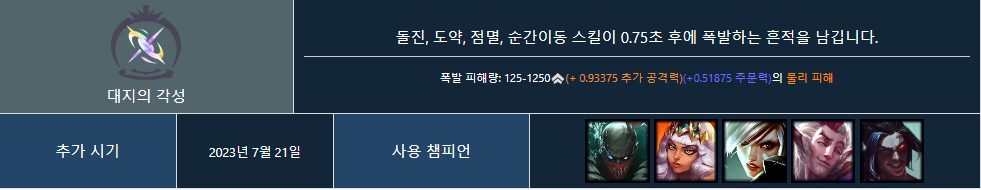 대지의 각성
돌진, 도약, 점멸, 순간이동 스킬이 0.75초 후에 폭발하는 흔적을 남깁니다.
폭발 피해량: 125-1250(+ 0.93375 추가 공격력)(+0.51875 주문력)의 물리 피해
추가 시기
2023년 7월 21일
사용 챔피언